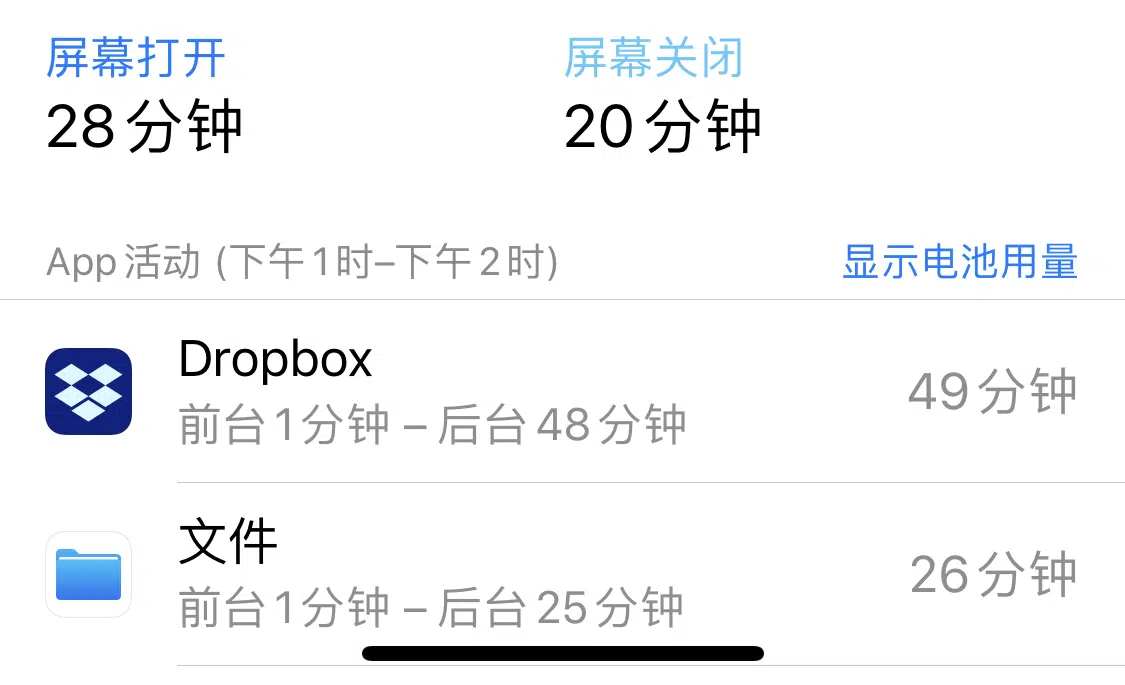 屏幕打开 屏幕关闭
28分钟 20分钟
App活动 (下午1时–下午2时) 显示电池用量
Dropbox
前台1分钟 – 后台48分钟
49分钟
文件
前台1分钟 – 后台25分钟
26分钟